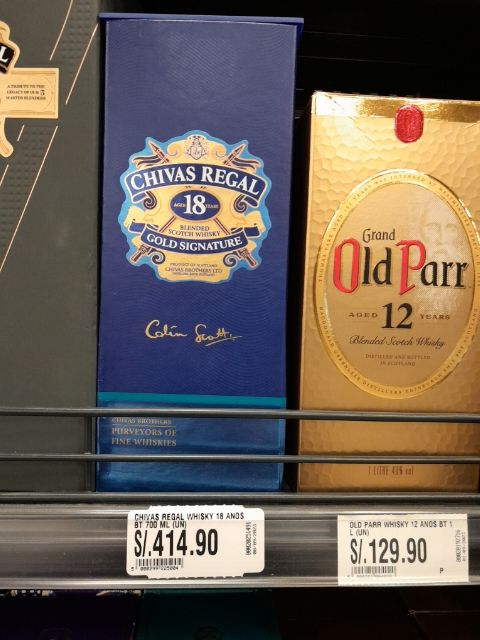 L
A TRIBUTE TO THE
LEGACY OF OUR 5
MASTER BLENDERS
CHIVAS REGAL
AGED 18 YEARS
BLENDED
SCOTCH WHISKY
GOLD SIGNATURE
PRODUCT OF SCOTLAND
CHIVAS BROTHERS LTD
Colin Scott
CHIVAS BROTHERS
PURVEYORS OF
FINE WHISKIES
Grand
Old Parr
AGED 12 YEARS
Blended Scotch Whisky
DISTILLED AND BOTTLED
IN SCOTLAND
1 LITRE 40% vol
CHIVAS REGAL WHISKY 18 ANOS
BT 700 ML (UN)
S/.414.90
OLD PARR WHISKY 12 ANOS BT 1
L (UN)
S/.129.90
P